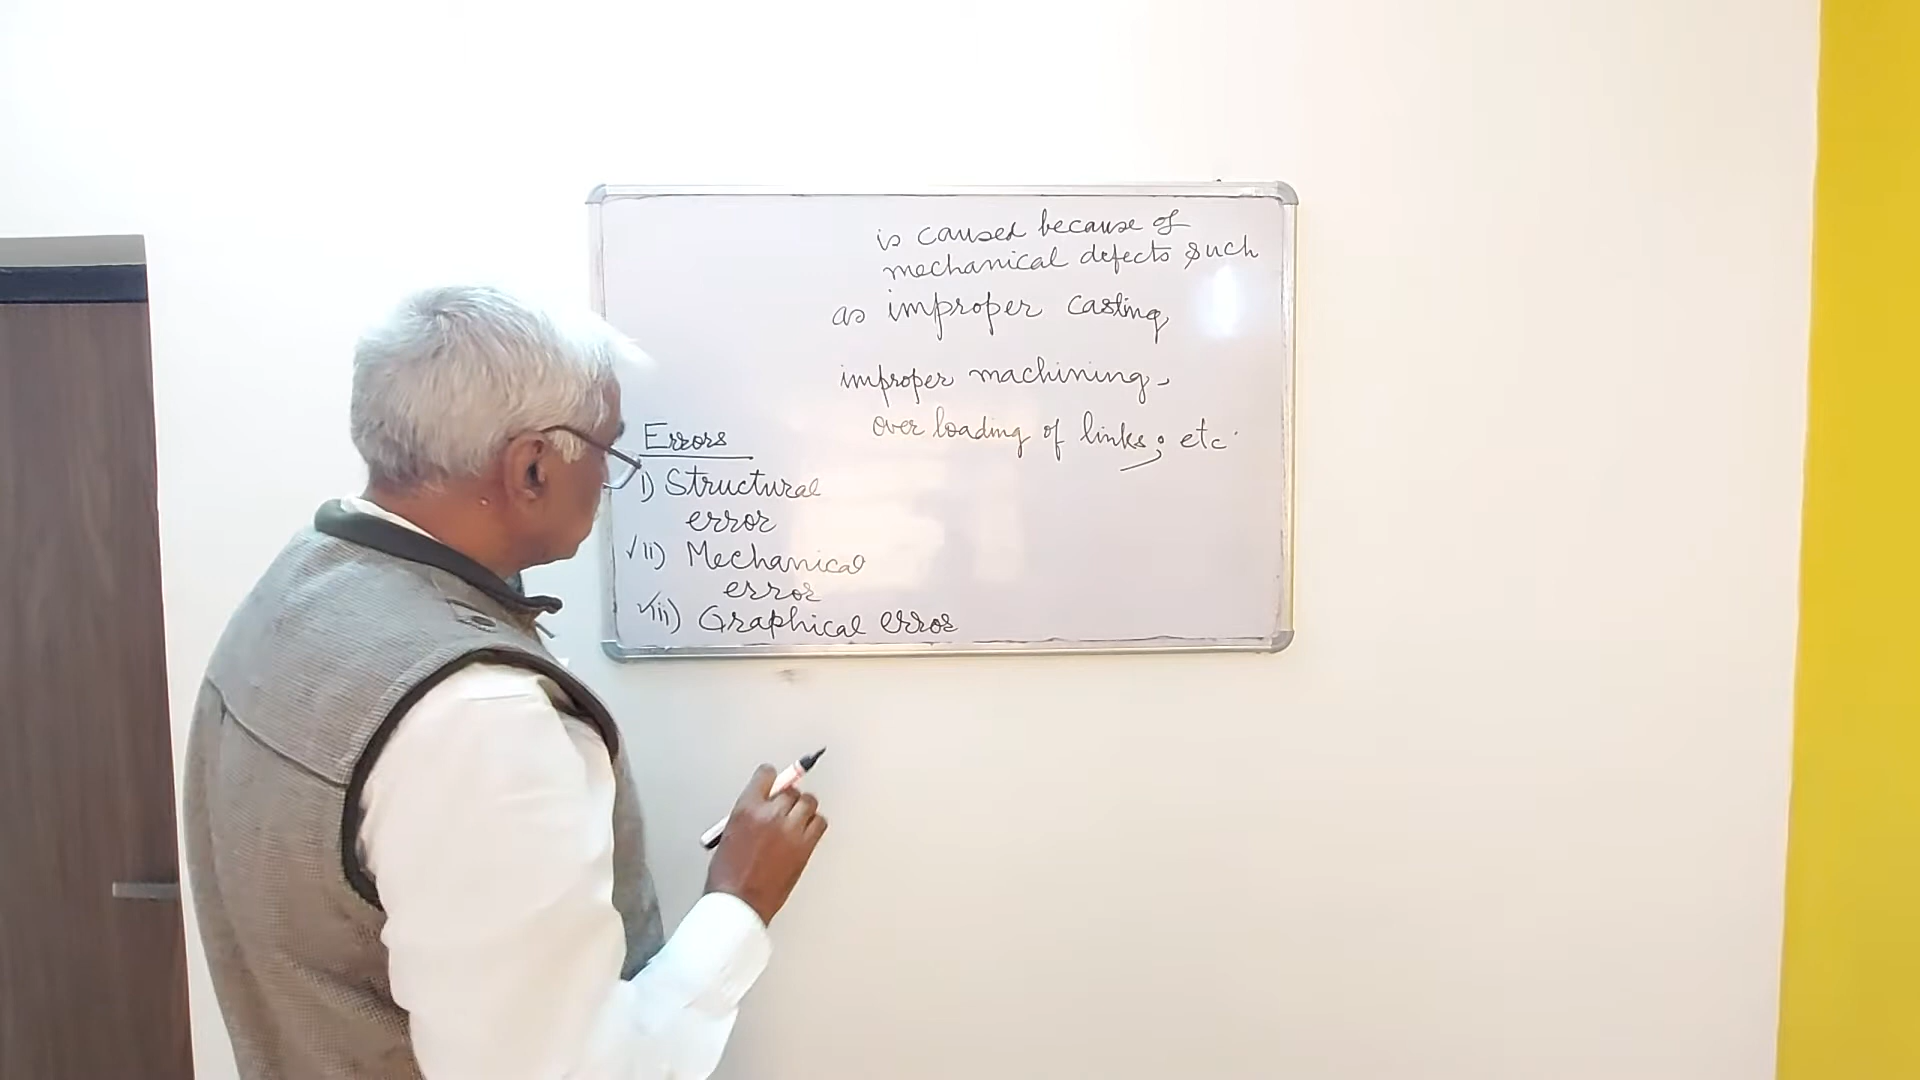 is caused because of
mechanical defects such
as improper casting,
improper machining,
over loading of links, etc.
Errors
i) Structural
error
✓ii) Mechanical
error
✓iii) Graphical error